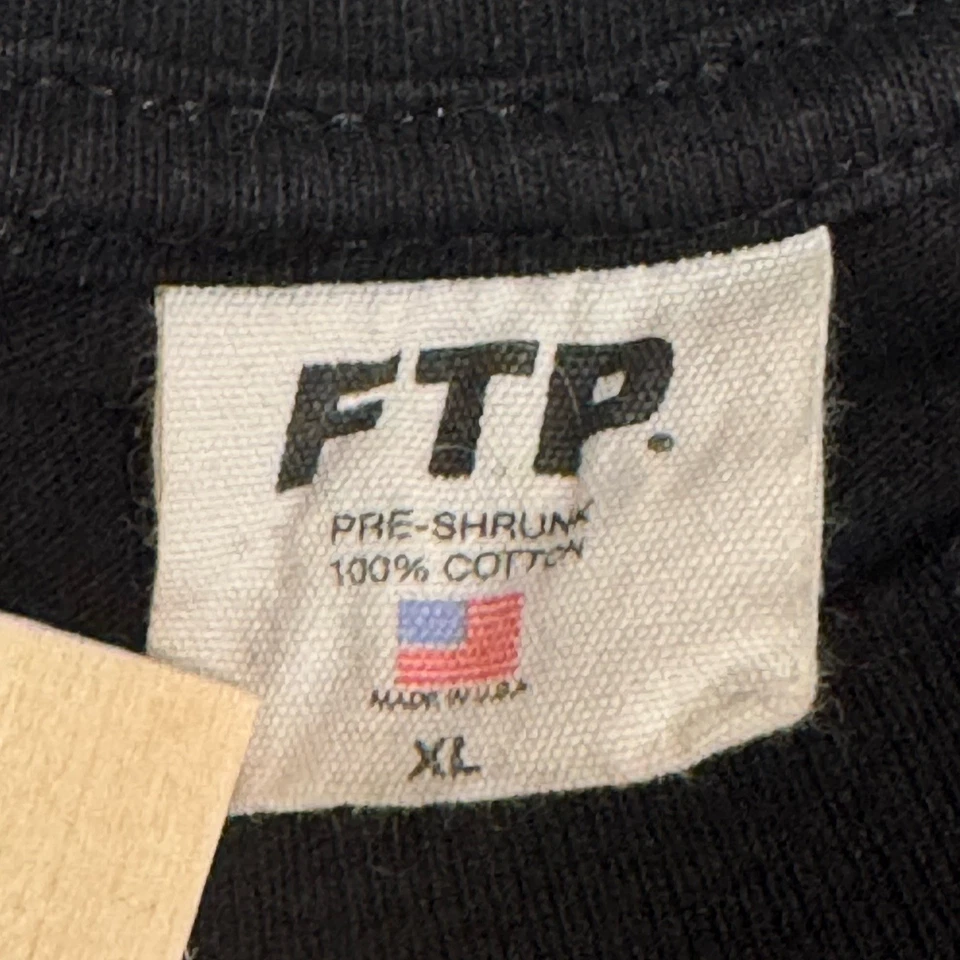 FTP.
PRE-SHRUNK
100% COTTON
MADE IN U.S.A
XL